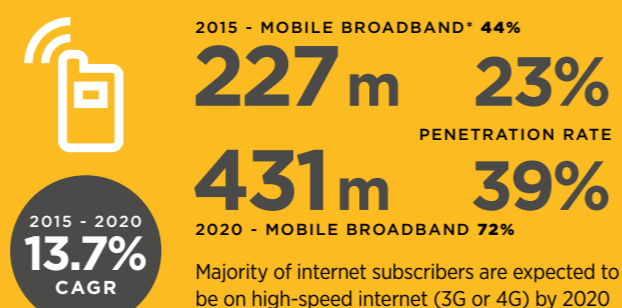 2015 - MOBILE BROADBAND* 44%
227m 23%
PENETRATION RATE
431m 39%
2020 - MOBILE BROADBAND 72%
2015 - 2020
13.7%
CAGR
Majority of internet subscribers are expected to
be on high-speed internet (3G or 4G) by 2020